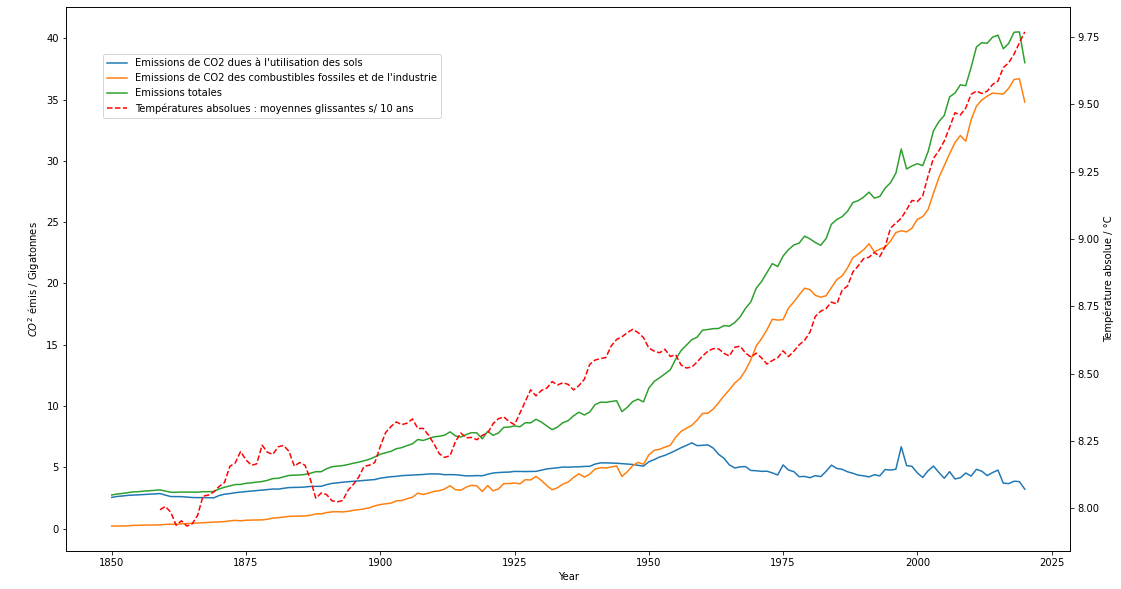 Emissions de CO2 dues à l'utilisation des sols
Emissions de CO2 des combustibles fossiles et de l'industrie
Emissions totales
Températures absolues : moyennes glissantes s/ 10 ans
40
35
30
25
20
15
10
5
0
CO² émis / Gigatonnes
9.75
9.50
9.25
9.00
8.75
8.50
8.25
8.00
Température absolue / °C
1850 1875 1900 1925 1950 1975 2000 2025
Year